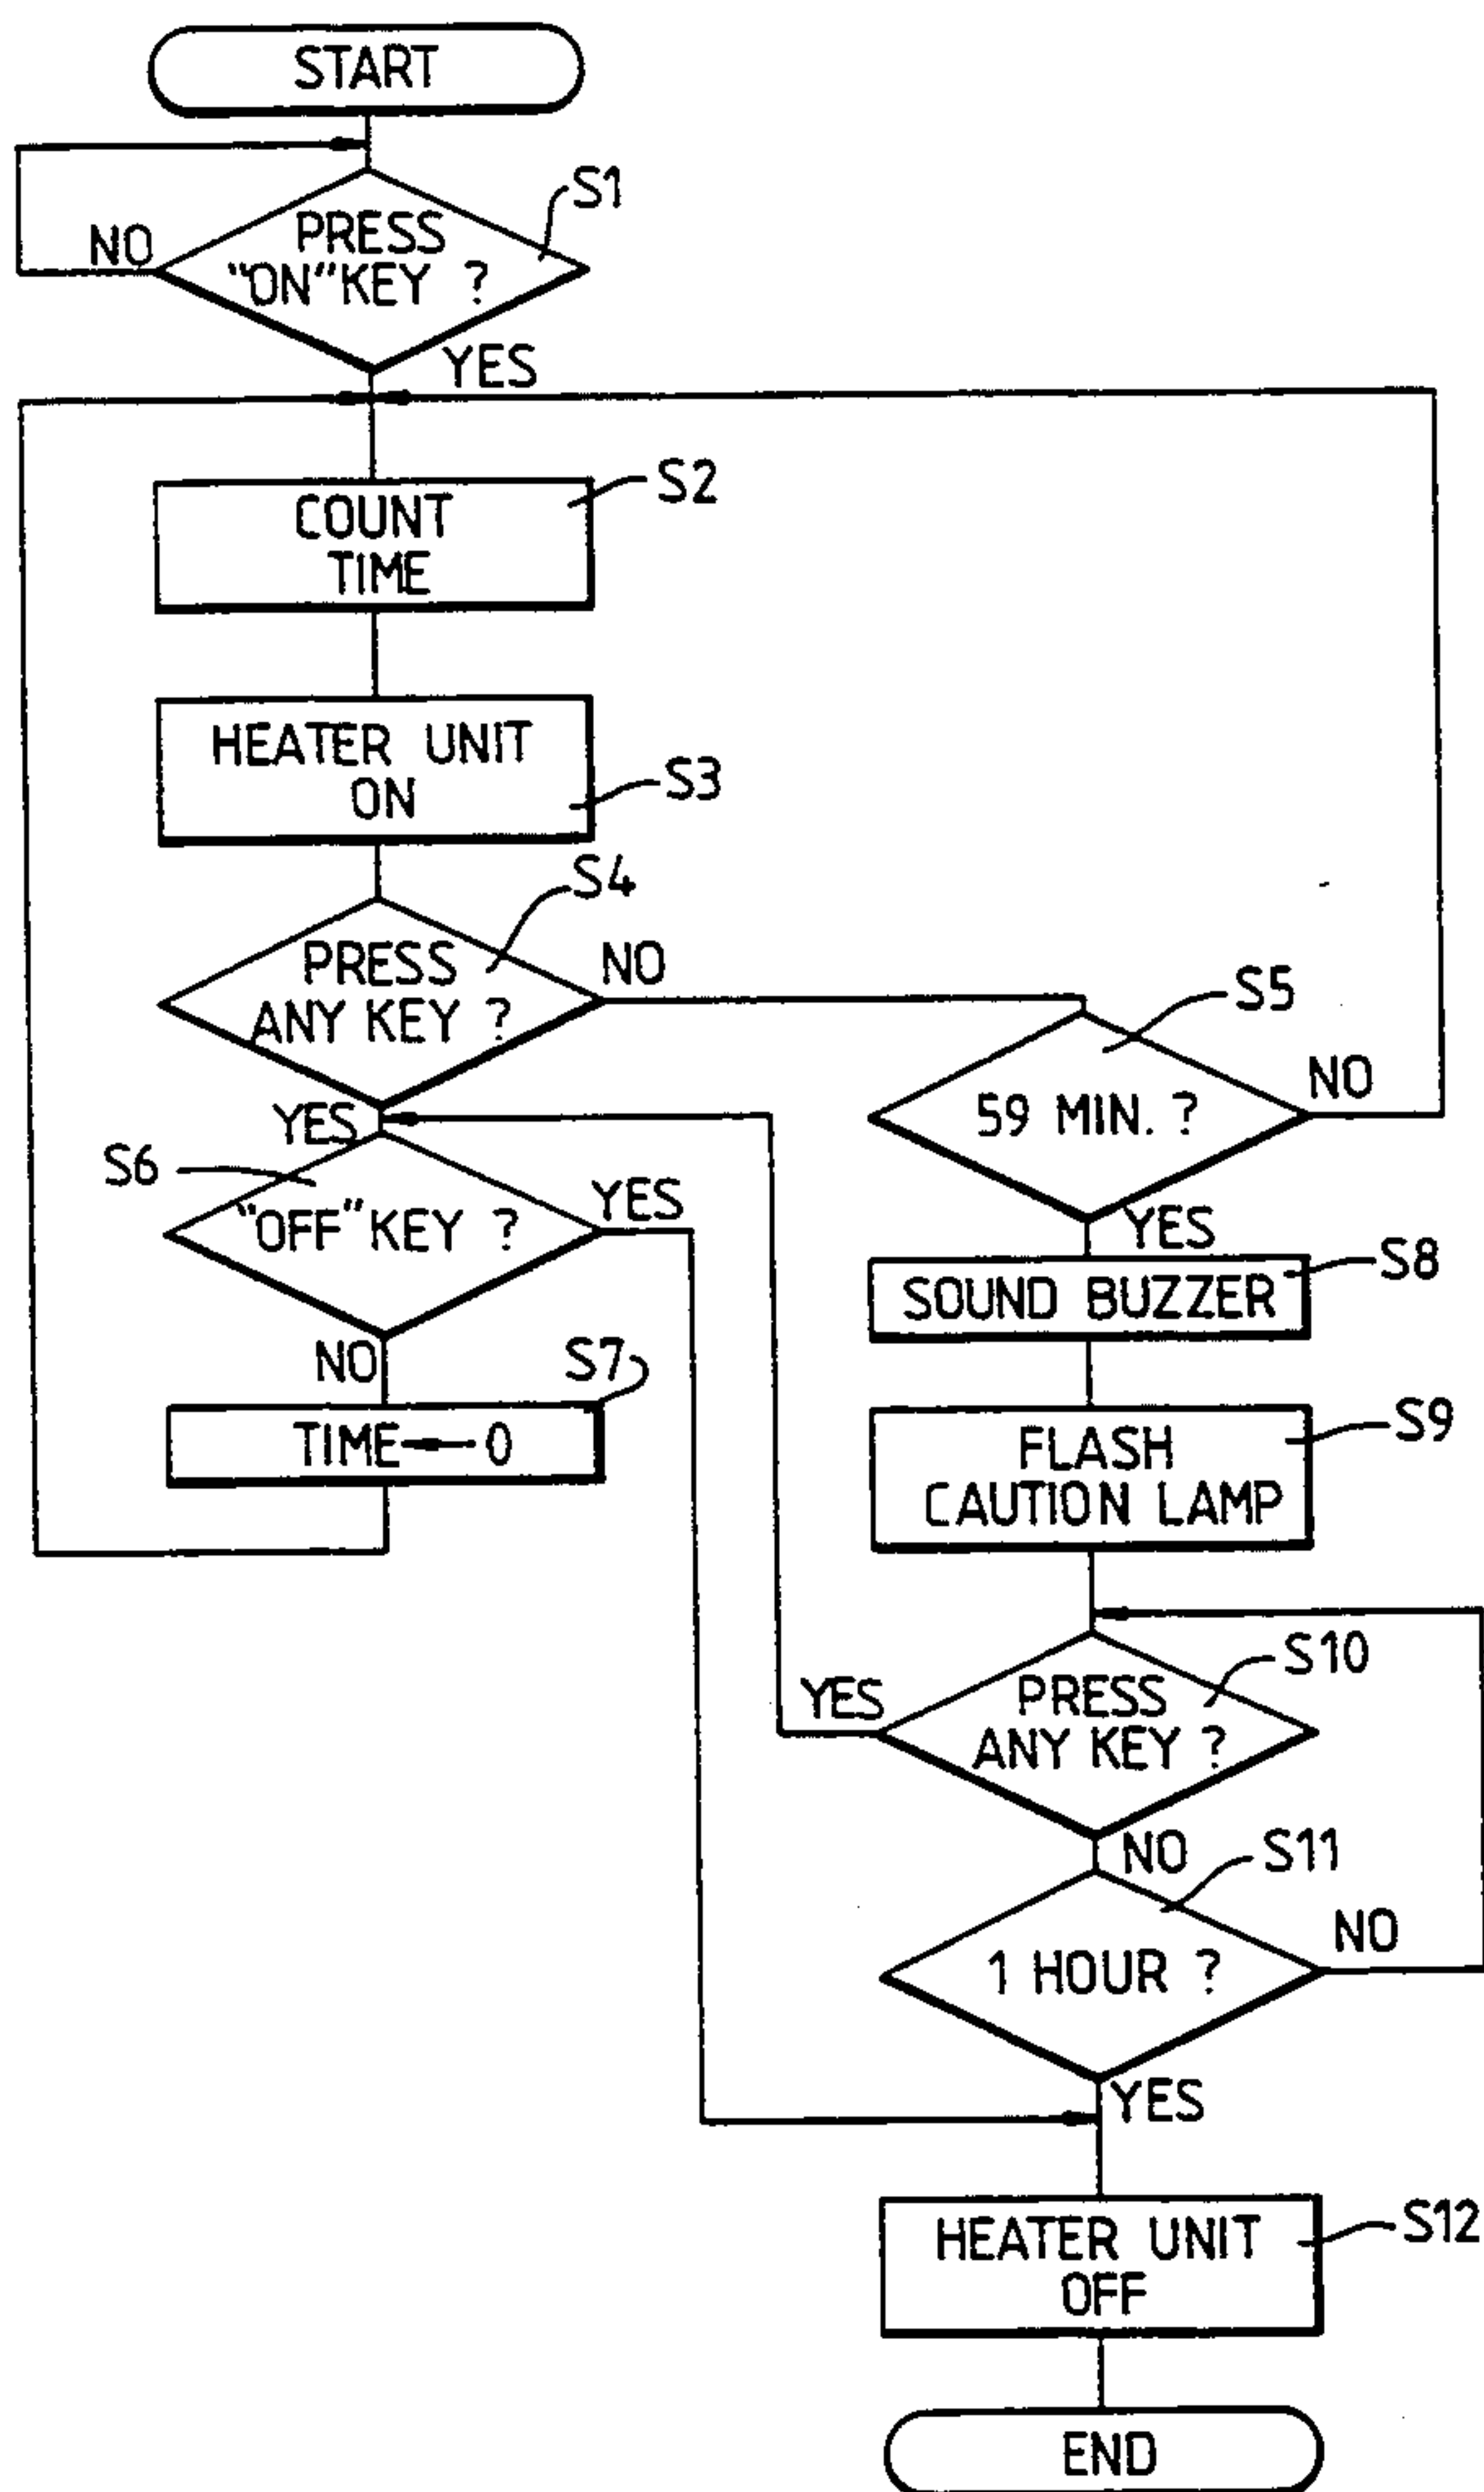 START
S1
NO
PRESS
"ON" KEY ?
YES
S2
COUNT
TIME
HEATER UNIT
ON
S3
S4
PRESS
ANY KEY ?
NO
S5
59 MIN. ?
NO
YES
S6
"OFF" KEY ?
YES
YES
S8
SOUND BUZZER
NO
S7
TIME ← 0
S9
FLASH
CAUTION LAMP
S10
YES
PRESS
ANY KEY ?
NO
S11
1 HOUR ?
NO
YES
S12
HEATER UNIT
OFF
END